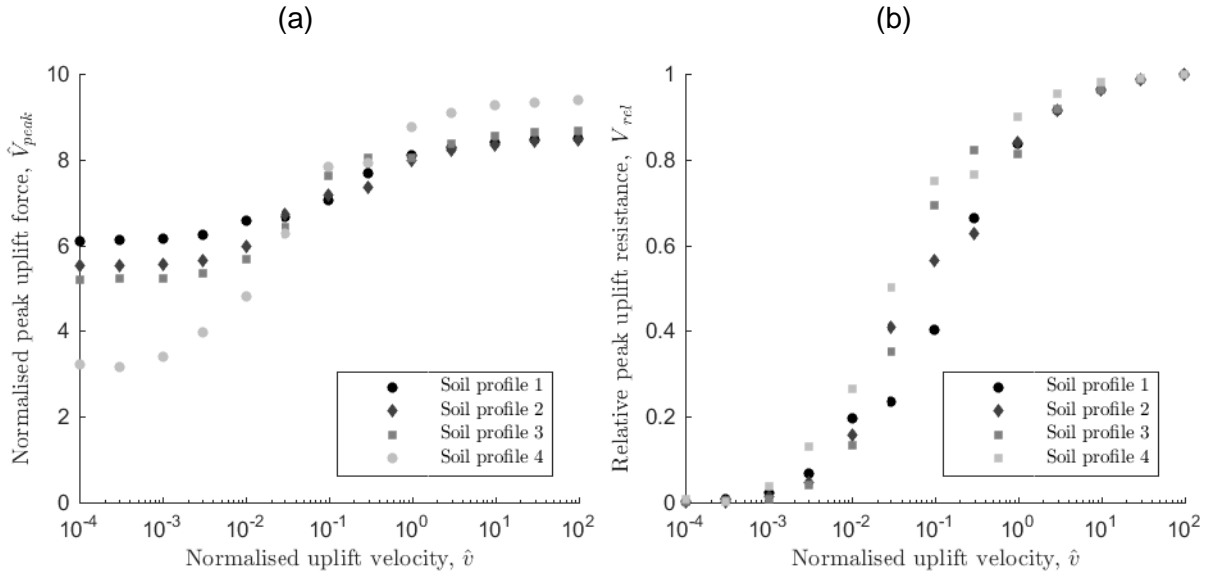 (a)
Normalised peak uplift force, V̂_peak
10
8
6
4
2
0
Soil profile 1
Soil profile 2
Soil profile 3
Soil profile 4
10^-4
10^-3
10^-2
10^-1
10^0
10^1
10^2
Normalised uplift velocity, v̂
(b)
Relative peak uplift resistance, V_rel
1
0.8
0.6
0.4
0.2
0
Soil profile 1
Soil profile 2
Soil profile 3
Soil profile 4
10^-4
10^-3
10^-2
10^-1
10^0
10^1
10^2
Normalised uplift velocity, v̂